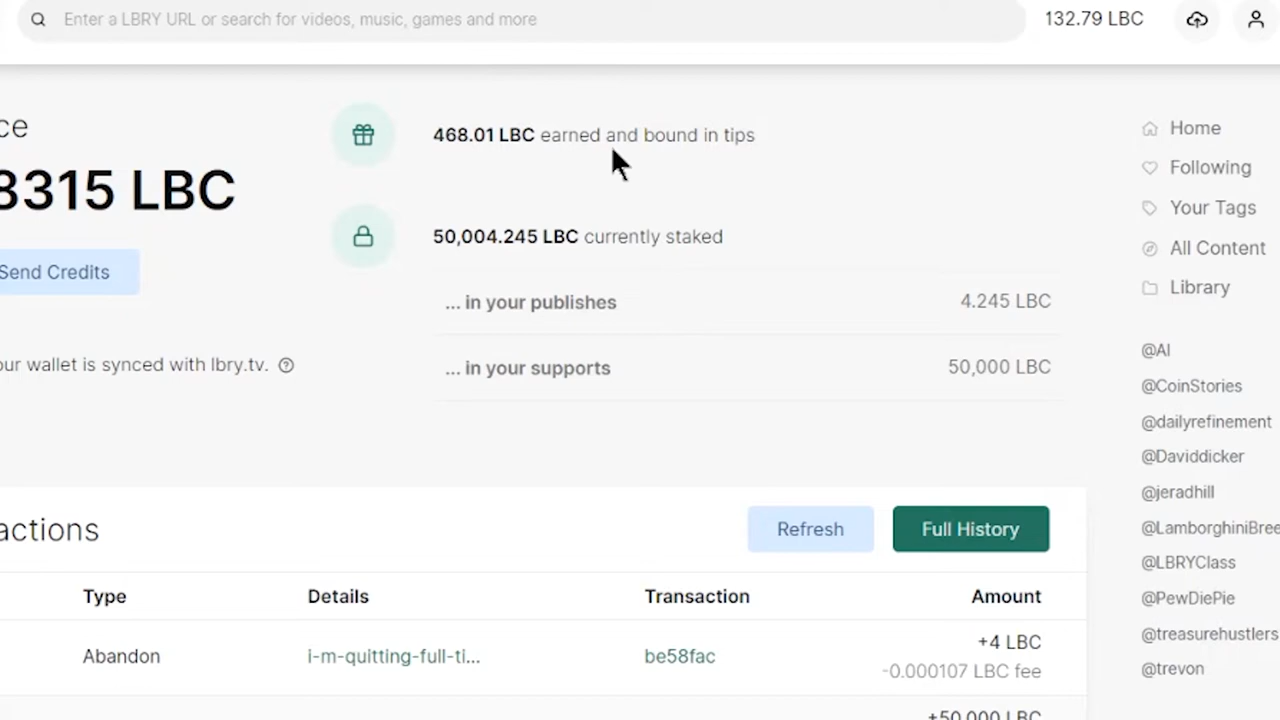 Enter a LBRY URL or search for videos, music, games and more
132.79 LBC
ce
8315 LBC
Send Credits
our wallet is synced with lbry.tv.
468.01 LBC earned and bound in tips
50,004.245 LBC currently staked
... in your publishes 4.245 LBC
... in your supports 50,000 LBC
Home
Following
Your Tags
All Content
Library
@AI
@CoinStories
@dailyrefinement
@Daviddicker
@jeradhill
@LamborghiniBree
@LBRYClass
@PewDiePie
@treasurehustlers
@trevon
actions
Refresh
Full History
Type Details Transaction Amount
Abandon i-m-quitting-full-ti... be58fac +4 LBC
-0.000107 LBC fee
+50,000 LBC